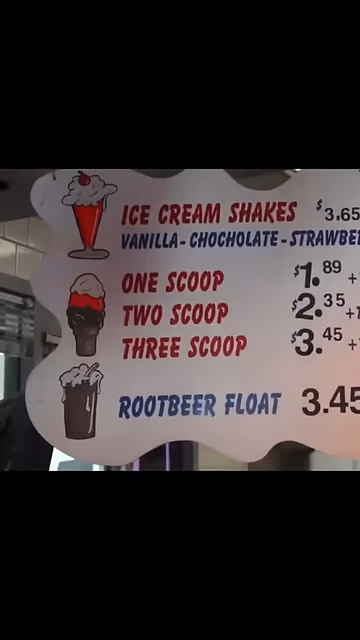 ICE CREAM SHAKES $3.65
VANILLA - CHOCHOLATE - STRAWBE
ONE SCOOP $1.89 +
TWO SCOOP $2.35 +
THREE SCOOP $3.45 +
ROOTBEER FLOAT 3.45